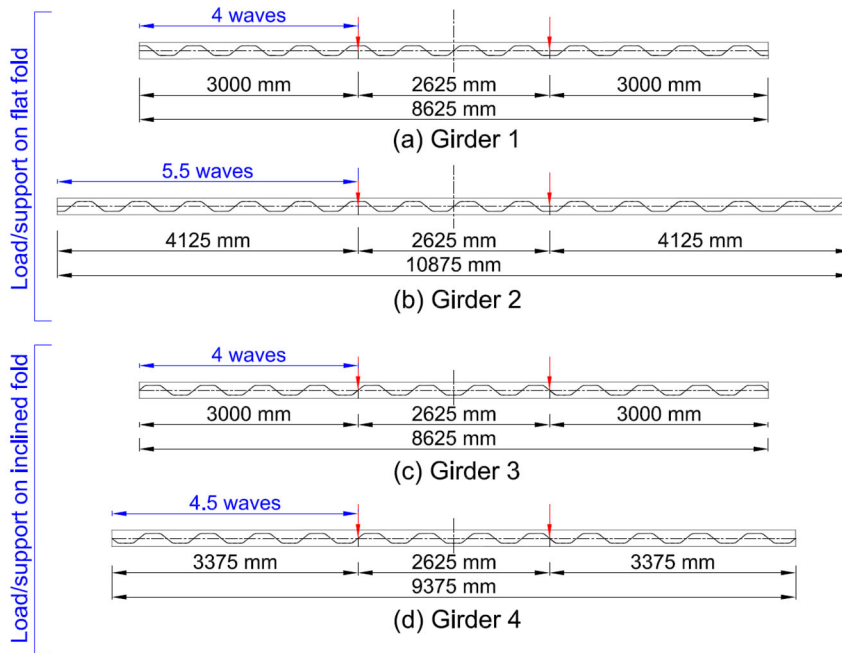 Load/support on flat fold
4 waves
3000 mm 2625 mm 3000 mm
8625 mm
(a) Girder 1
5.5 waves
4125 mm 2625 mm 4125 mm
10875 mm
(b) Girder 2
Load/support on inclined fold
4 waves
3000 mm 2625 mm 3000 mm
8625 mm
(c) Girder 3
4.5 waves
3375 mm 2625 mm 3375 mm
9375 mm
(d) Girder 4